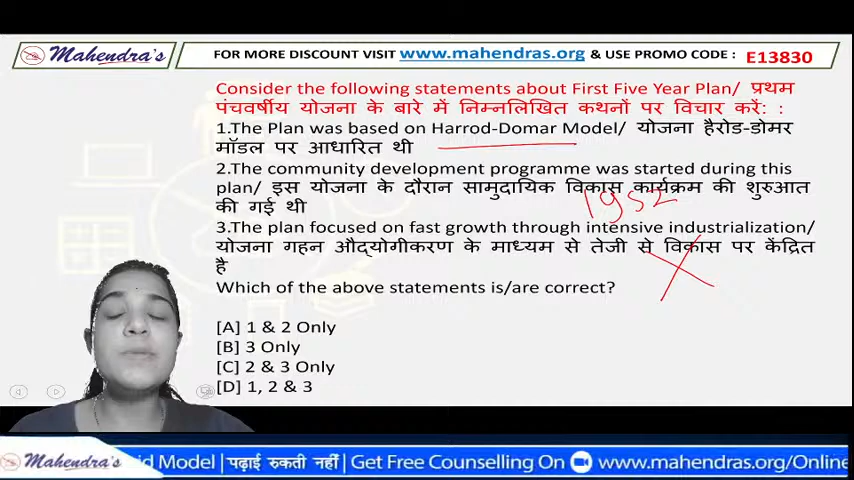 Mahendra's
FOR MORE DISCOUNT VISIT www.mahendras.org & USE PROMO CODE : E13830
Consider the following statements about First Five Year Plan/ प्रथम
पंचवर्षीय योजना के बारे में निम्नलिखित कथनों पर विचार करें: :
1.The Plan was based on Harrod-Domar Model/ योजना हैरोड-डोमर
मॉडल पर आधारित थी
2.The community development programme was started during this
plan/ इस योजना के दौरान सामुदायिक विकास कार्यक्रम की शुरुआत
की गई थी
1952
3.The plan focused on fast growth through intensive industrialization/
योजना गहन औद्योगीकरण के माध्यम से तेजी से विकास पर केंद्रित
है
Which of the above statements is/are correct?
[A] 1 & 2 Only
[B] 3 Only
[C] 2 & 3 Only
[D] 1, 2 & 3
Mahendra's id Model | पढ़ाई रुकती नहीं | Get Free Counselling On www.mahendras.org/Online